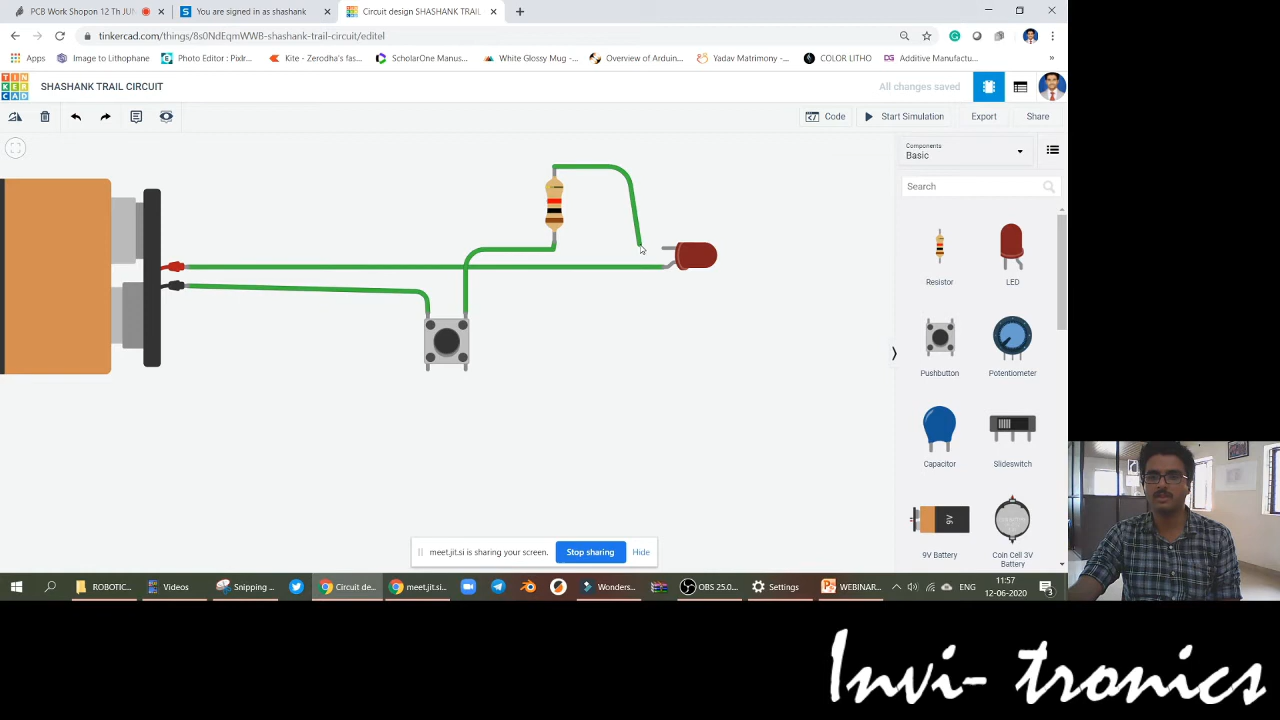 PCB Work Shopon 12 Th JUN
You are signed in as shashank
Circuit design SHASHANK TRAIL
tinkercad.com/things/8s0NdEqmWWB-shashank-trail-circuit/editel
Apps
Image to Lithophane
Photo Editor : Pixlr...
Kite - Zerodha's fas...
ScholarOne Manus...
White Glossy Mug -...
Overview of Arduin...
Yadav Matrimony -...
COLOR LITHO
Additive Manufactu...
TIN
KER
CAD
SHASHANK TRAIL CIRCUIT
All changes saved
Code
Start Simulation
Export
Share
Components
Basic
Search
Resistor
LED
Pushbutton
Potentiometer
Capacitor
Slideswitch
9V
9V Battery
Coin Cell 3V
Battery
meet.jit.si is sharing your screen.
Stop sharing
Hide
ROBOTIC...
Videos
Snipping ...
Circuit de...
meet.jit.si...
Wonders...
OBS 25.0...
Settings
WEBINAR...
ENG
11:57
12-06-2020
3
Invi- tronics